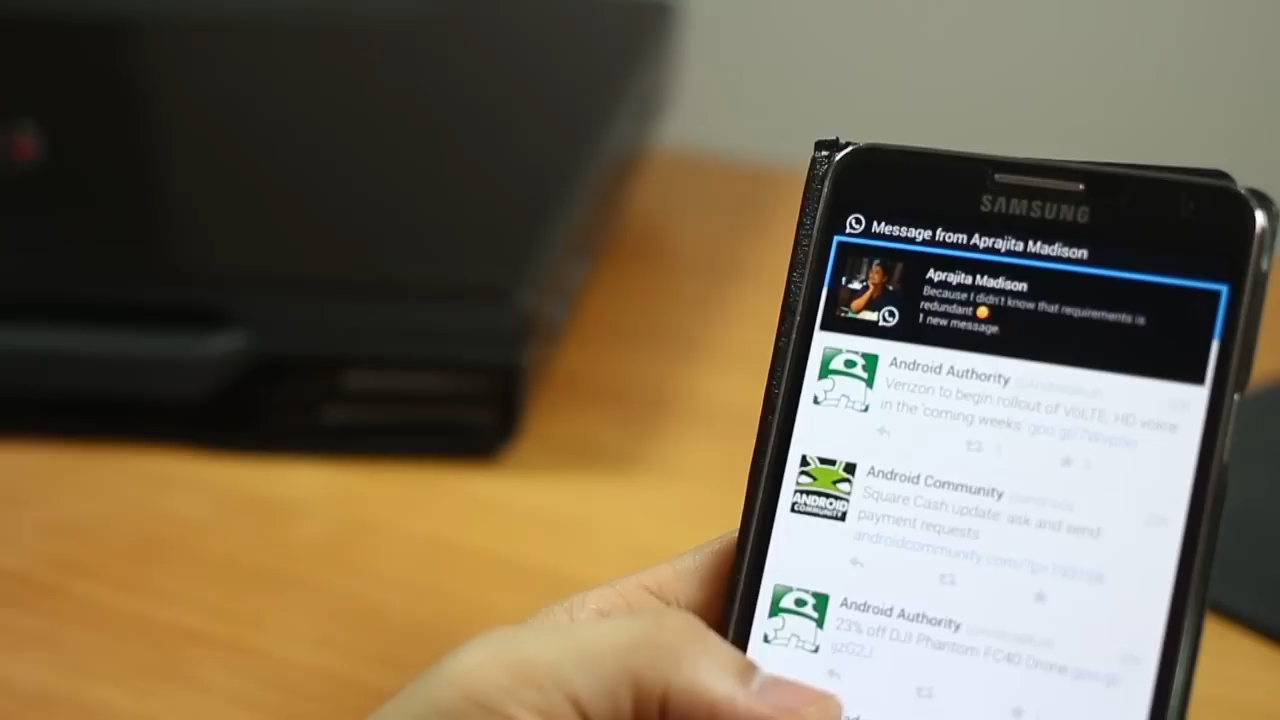 SAMSUNG
Message from Aprajita Madison
Aprajita Madison
Because I didn't know that requirements is
redundant
1 new message.
Android Authority
Verizon to begin rollout of VoLTE, HD voice
in the 'coming weeks'
Android Community
ANDROID
COMMUNITY
Square Cash update: ask and send
payment requests
Android Authority
23% off DJI Phantom FC40 Drone